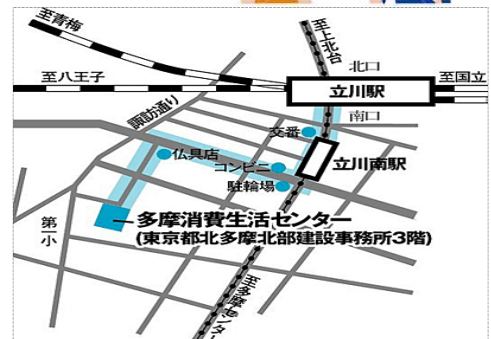 至青梅
至上北台
北口
至八王子
立川駅
至国立
諏訪通り
南口
交番
仏具店
コンビニ
立川南駅
駐輪場
第一小
多摩消費生活センター
(東京都北多摩北部建設事務所3階)
至多摩センター